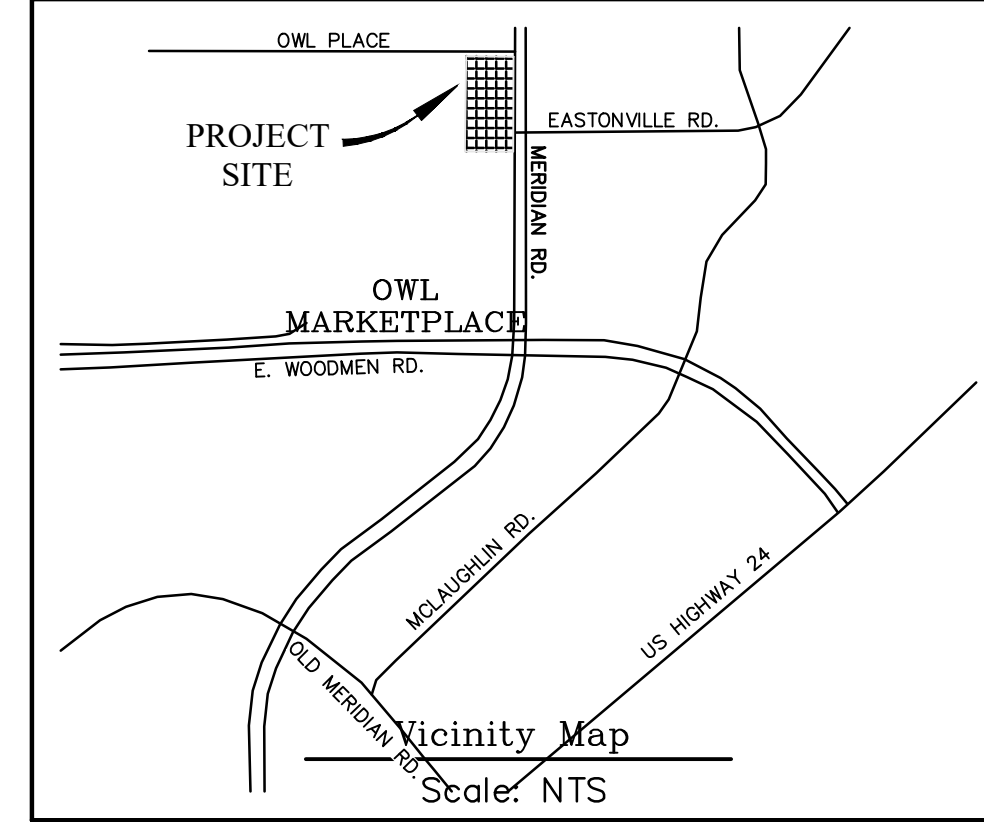 OWL PLACE
EASTONVILLE RD.
PROJECT
SITE
MERIDIAN RD.
OWL
MARKETPLACE
E. WOODMEN RD.
MCLAUGHLIN RD.
US HIGHWAY 24
OLD MERIDIAN RD.
Vicinity Map
Scale: NTS